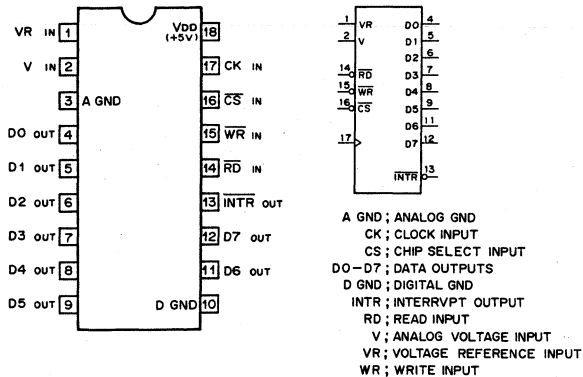 VR IN 1
VDD (+5V) 18
V IN 2
17 CK IN
3 A GND
16 CS IN
D0 OUT 4
15 WR IN
D1 OUT 5
14 RD IN
D2 OUT 6
13 INTR OUT
D3 OUT 7
12 D7 OUT
D4 OUT 8
11 D6 OUT
D5 OUT 9
D GND 10
1 VR D0 4
2 V D1 5
D2 6
14 RD D3 7
15 WR D4 8
16 CS D5 9
D6 11
17 D7 12
INTR 13
A GND ; ANALOG GND
CK ; CLOCK INPUT
CS ; CHIP SELECT INPUT
D0-D7 ; DATA OUTPUTS
D GND ; DIGITAL GND
INTR ; INTERRVPT OUTPUT
RD ; READ INPUT
V ; ANALOG VOLTAGE INPUT
VR ; VOLTAGE REFERENCE INPUT
WR ; WRITE INPUT